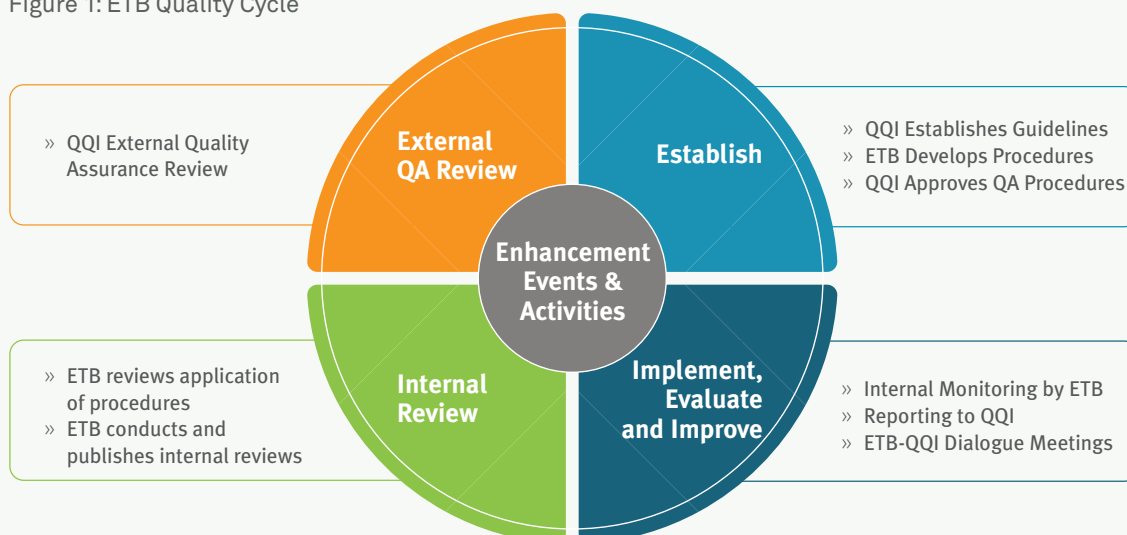 Figure 1: ETB Quality Cycle
» QQI External Quality
Assurance Review
External
QA Review
Establish
» QQI Establishes Guidelines
» ETB Develops Procedures
» QQI Approves QA Procedures
Enhancement
Events &
Activities
» ETB reviews application
of procedures
» ETB conducts and
publishes internal reviews
Internal
Review
Implement,
Evaluate
and Improve
» Internal Monitoring by ETB
» Reporting to QQI
» ETB-QQI Dialogue Meetings